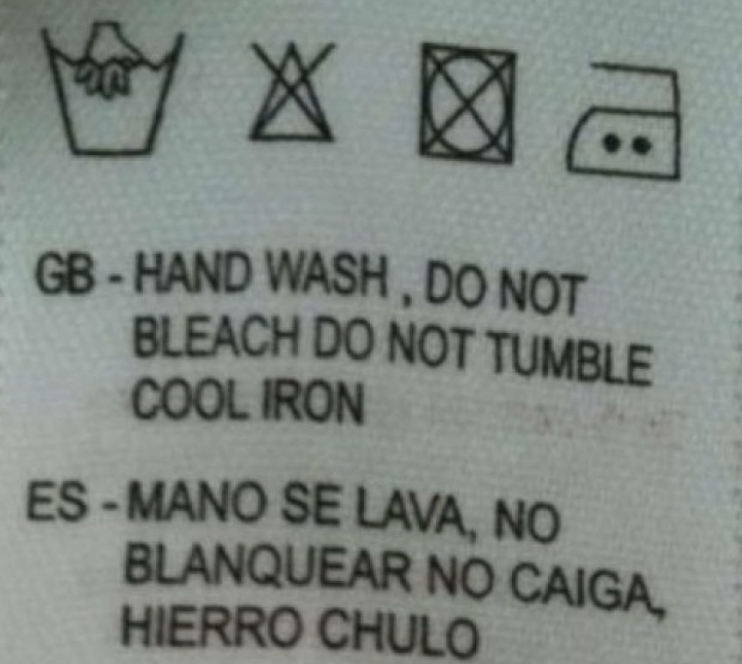 GB - HAND WASH , DO NOT
BLEACH DO NOT TUMBLE
COOL IRON
ES - MANO SE LAVA, NO
BLANQUEAR NO CAIGA,
HIERRO CHULO